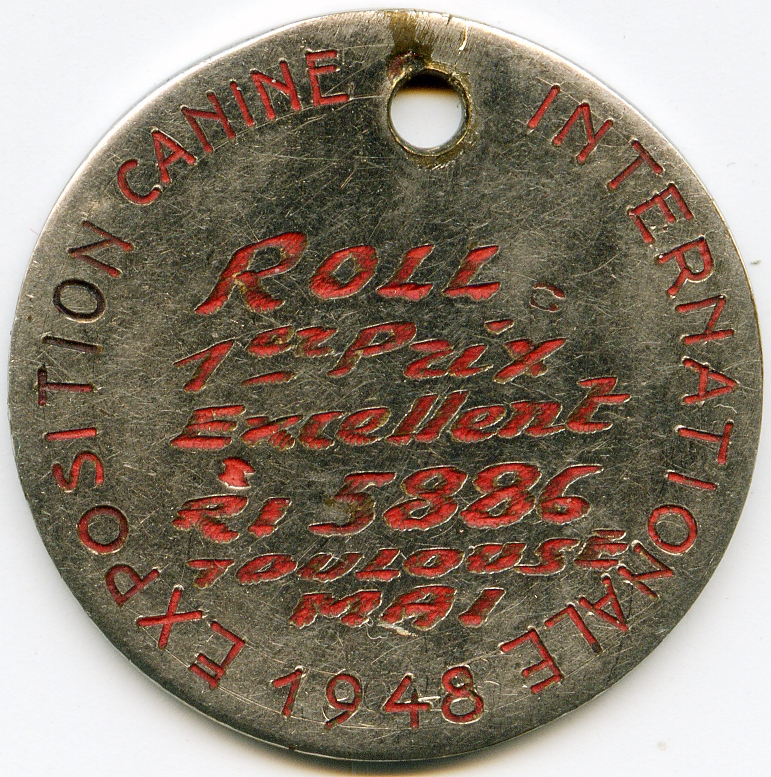 EXPOSITION CANINE INTERNATIONALE
1948
ROLL
1er Prix
Excellent
RI 5886
TOULOUSE
MAI